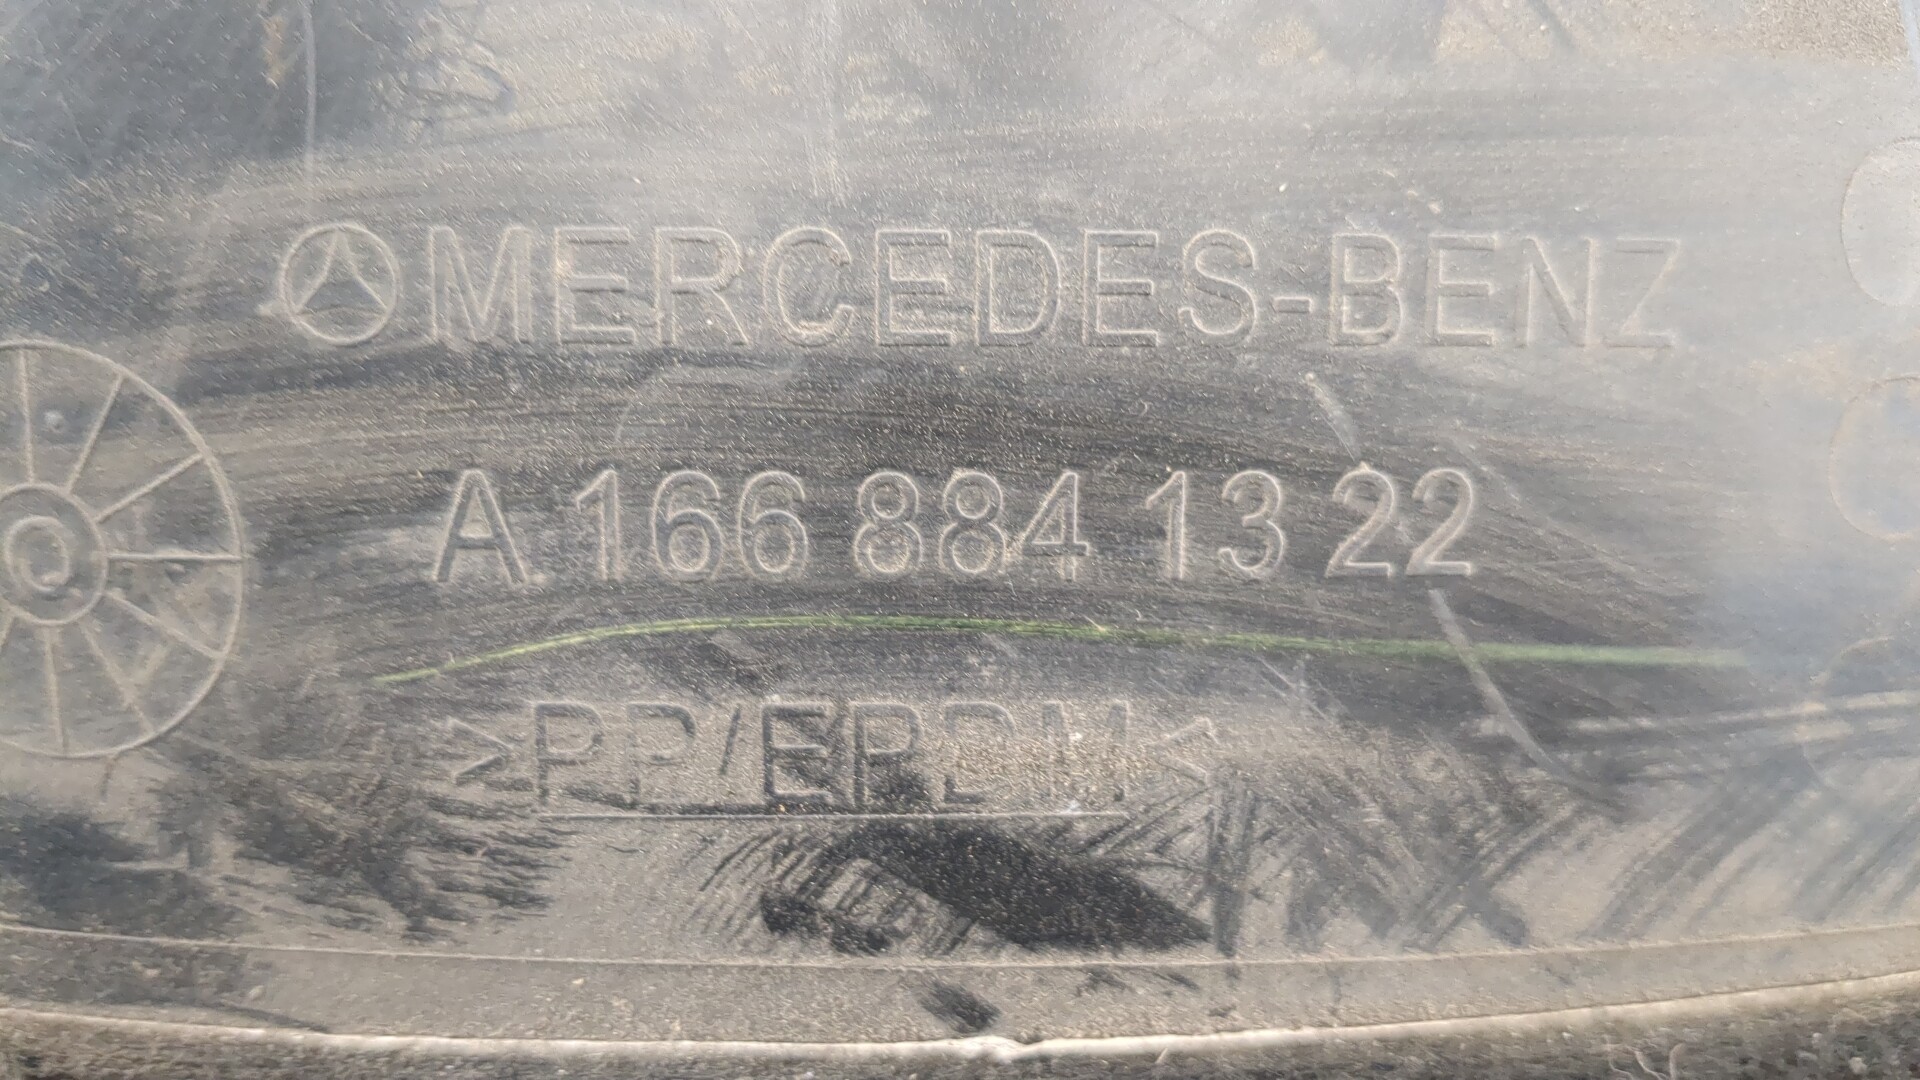 MERCEDES-BENZ
A 166 884 13 22
>PP/EPDM<